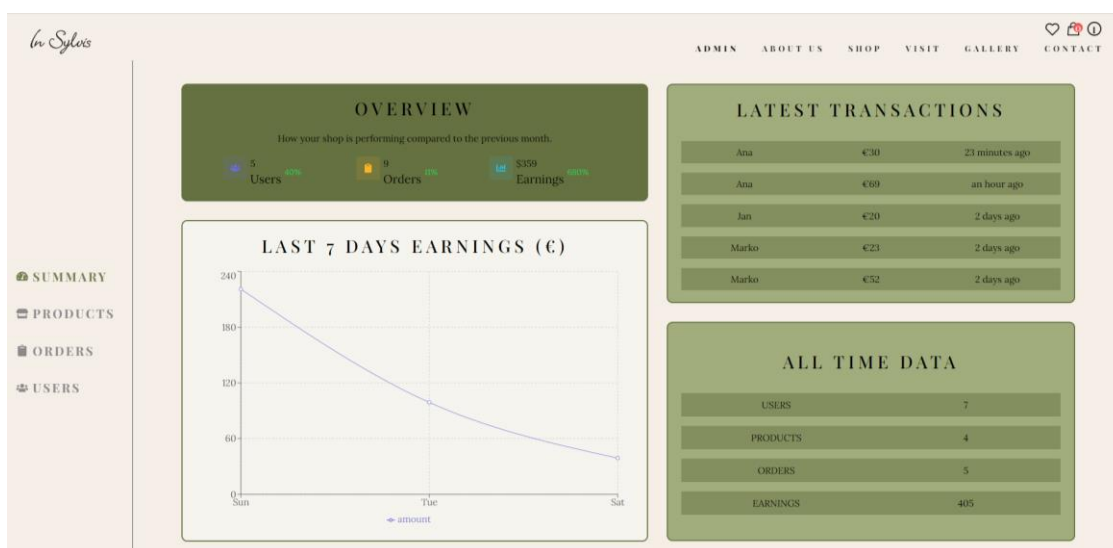 In Sylvis
ADMIN ABOUT US SHOP VISIT GALLERY CONTACT
SUMMARY
PRODUCTS
ORDERS
USERS
OVERVIEW
How your shop is performing compared to the previous month.
5
Users 40%
9
Orders 0%
$359
Earnings 680%
LAST 7 DAYS EARNINGS (€)
240
180
120
60
0
Sun Tue Sat
amount
LATEST TRANSACTIONS
Ana €30 23 minutes ago
Ana €69 an hour ago
Jan €20 2 days ago
Marko €23 2 days ago
Marko €52 2 days ago
ALL TIME DATA
USERS 7
PRODUCTS 4
ORDERS 5
EARNINGS 405